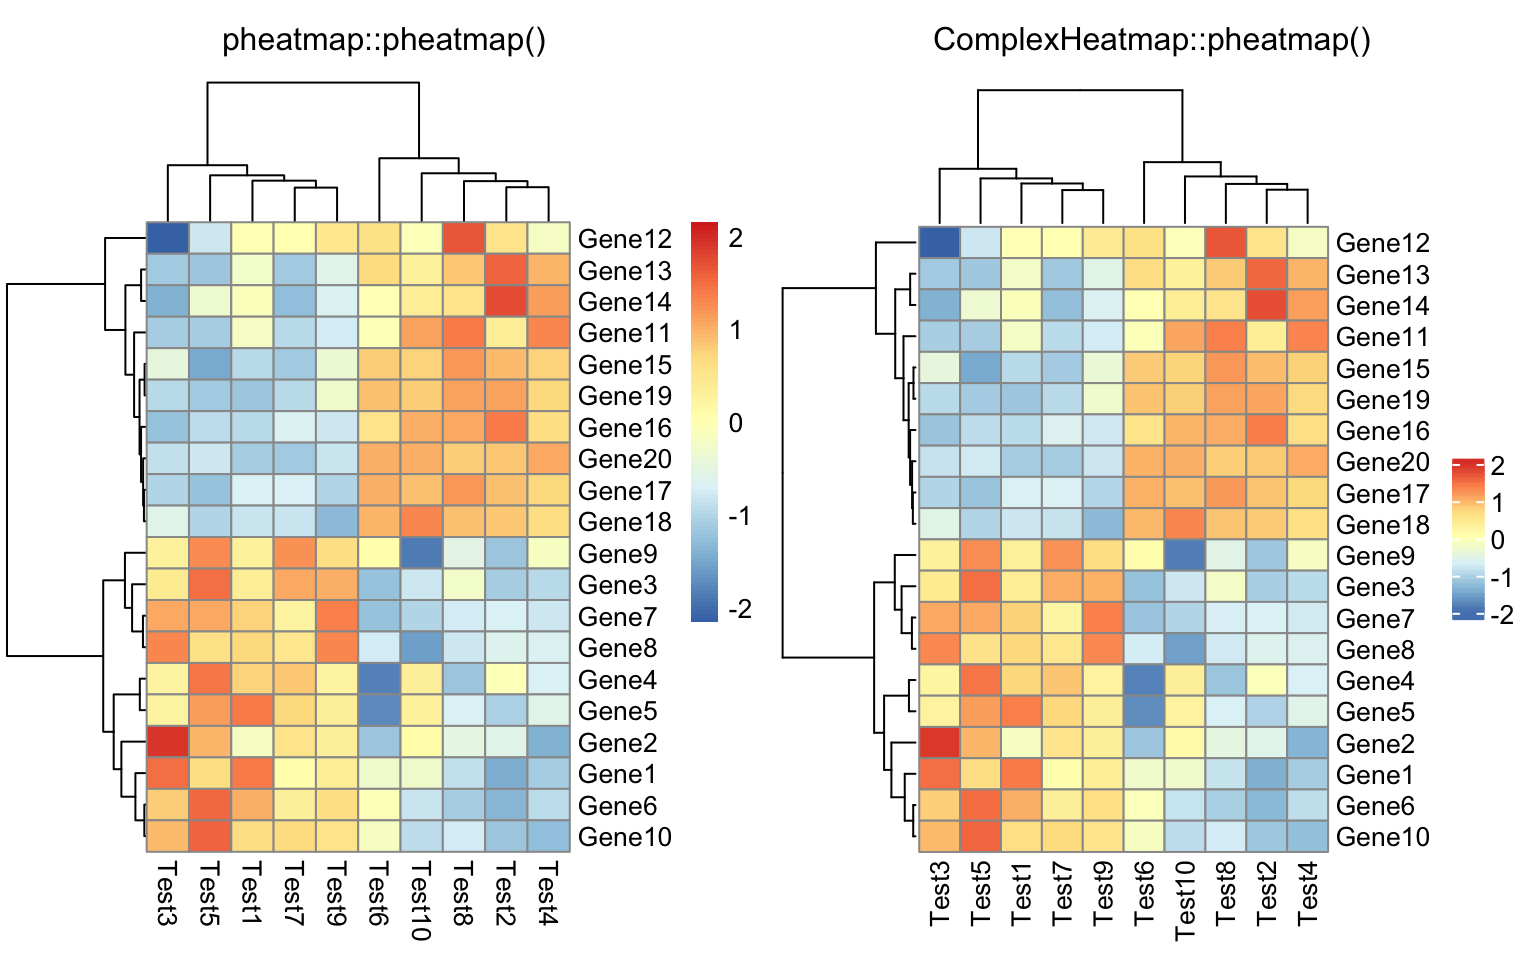 pheatmap::pheatmap()
Gene12
Gene13
Gene14
Gene11
Gene15
Gene19
Gene16
Gene20
Gene17
Gene18
Gene9
Gene3
Gene7
Gene8
Gene4
Gene5
Gene2
Gene1
Gene6
Gene10
Test3
Test5
Test1
Test7
Test9
Test6
Test10
Test8
Test2
Test4
2
1
0
-1
-2
ComplexHeatmap::pheatmap()
Gene12
Gene13
Gene14
Gene11
Gene15
Gene19
Gene16
Gene20
Gene17
Gene18
Gene9
Gene3
Gene7
Gene8
Gene4
Gene5
Gene2
Gene1
Gene6
Gene10
Test3
Test5
Test1
Test7
Test9
Test6
Test10
Test8
Test2
Test4
2
1
0
-1
-2